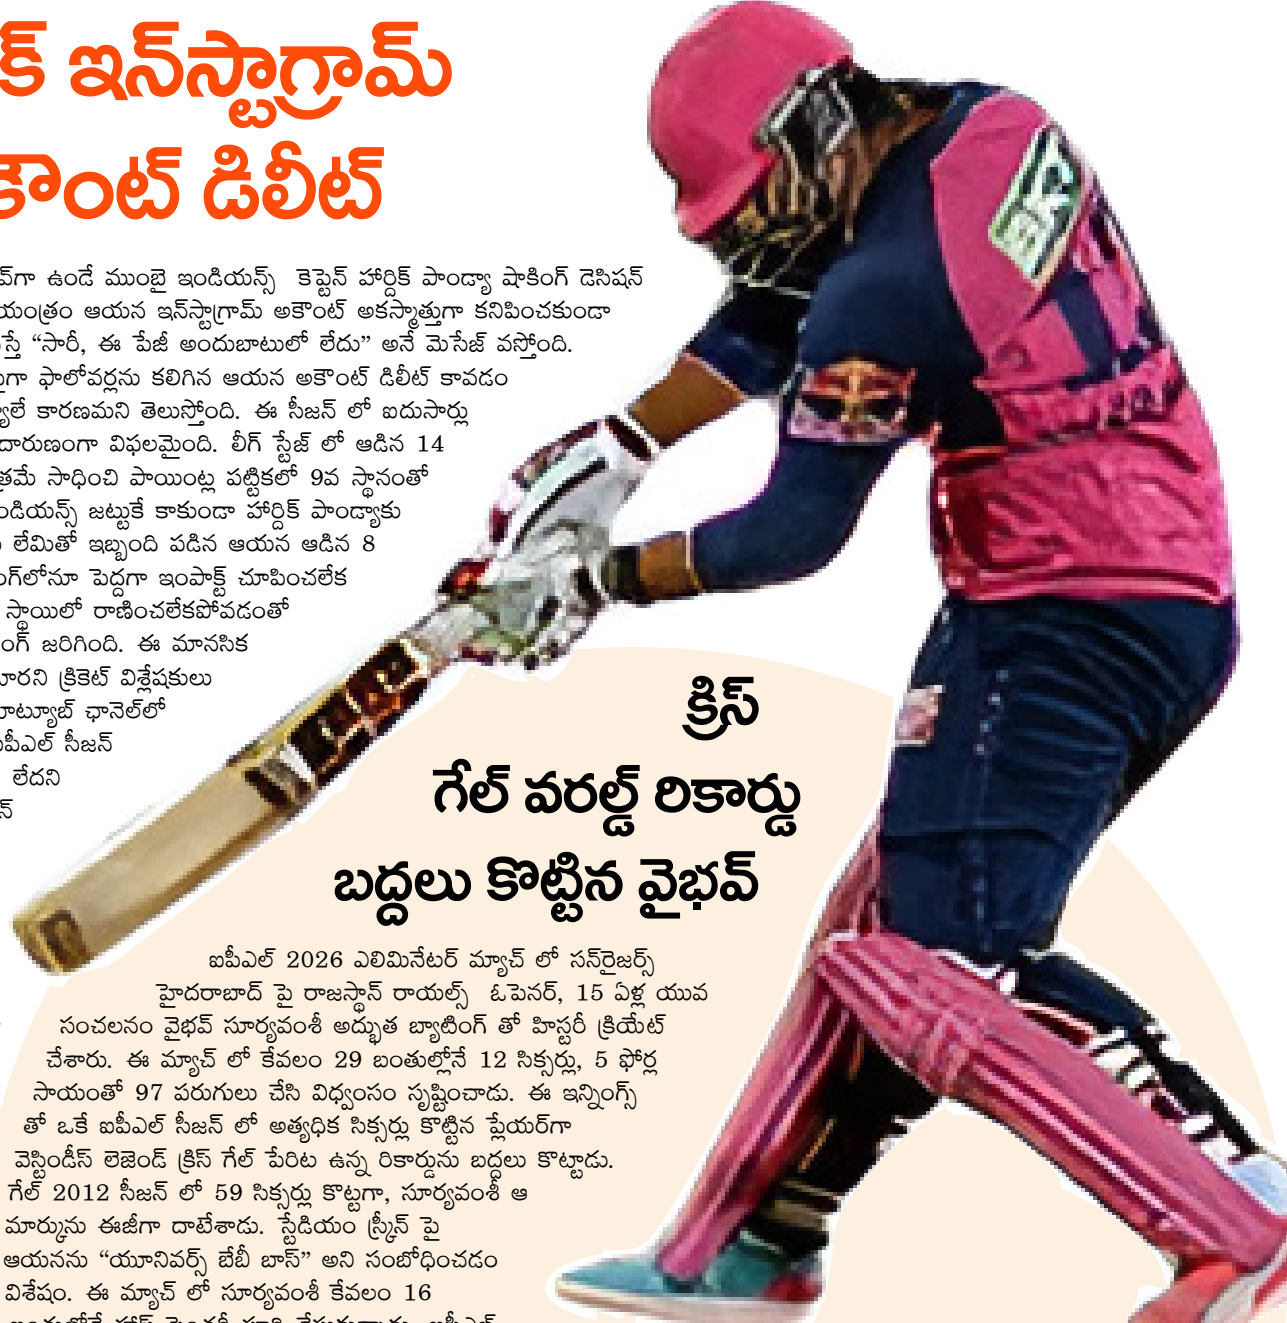 క్ ఇన్‌స్టాగ్రామ్
కౌంట్ డిలీట్
వ్‌గా ఉండే ముంబై ఇండియన్స్ కెప్టెన్ హార్దిక్ పాండ్యా షాకింగ్ డెసిషన్
యంత్రం ఆయన ఇన్‌స్టాగ్రామ్ అకౌంట్ అకస్మాత్తుగా కనిపించకుండా
స్తే “సారీ, ఈ పేజీ అందుబాటులో లేదు” అనే మెసేజ్ వస్తోంది.
ఫాలోవర్లను కలిగిన ఆయన అకౌంట్ డిలీట్ కావడం
కారణమని తెలుస్తోంది. ఈ సీజన్ లో ఐదుసార్లు
దారుణంగా విఫలమైంది. లీగ్ స్టేజ్ లో ఆడిన 14
త్రమే సాధించి పాయింట్ల పట్టికలో 9వ స్థానంతో
ండియన్స్ జట్టుకే కాకుండా హార్దిక్ పాండ్యాకు
లేమితో ఇబ్బంది పడిన ఆయన ఆడిన 8
ంగ్‌లోనూ పెద్దగా ఇంపాక్ట్ చూపించలేక
స్థాయిలో రాణించలేకపోవడంతో
ంగ్ జరిగింది. ఈ మానసిక
రని క్రికెట్ విశ్లేషకులు
యూట్యూబ్ ఛానెల్‌లో
ఐపీఎల్ సీజన్
లేదని
న్
క్రిస్
గేల్ వరల్డ్ రికార్డు
బద్దలు కొట్టిన వైభవ్
ఐపీఎల్ 2026 ఎలిమినేటర్ మ్యాచ్ లో సన్‌రైజర్స్
హైదరాబాద్ పై రాజస్థాన్ రాయల్స్ ఓపెనర్, 15 ఏళ్ల యువ
సంచలనం వైభవ్ సూర్యవంశీ అద్భుత బ్యాటింగ్ తో హిస్టరీ క్రియేట్
చేశారు. ఈ మ్యాచ్ లో కేవలం 29 బంతుల్లోనే 12 సిక్సర్లు, 5 ఫోర్ల
సాయంతో 97 పరుగులు చేసి విధ్వంసం సృష్టించాడు. ఈ ఇన్నింగ్స్
తో ఒకే ఐపీఎల్ సీజన్ లో అత్యధిక సిక్సర్లు కొట్టిన ప్లేయర్‌గా
వెస్టిండీస్ లెజెండ్ క్రిస్ గేల్ పేరిట ఉన్న రికార్డును బద్దలు కొట్టాడు.
గేల్ 2012 సీజన్ లో 59 సిక్సర్లు కొట్టగా, సూర్యవంశీ ఆ
మార్కును ఈజీగా దాటేశాడు. స్టేడియం స్క్రీన్ పై
ఆయనను “యూనివర్స్ బేబీ బాస్” అని సంబోధించడం
విశేషం. ఈ మ్యాచ్ లో సూర్యవంశీ కేవలం 16